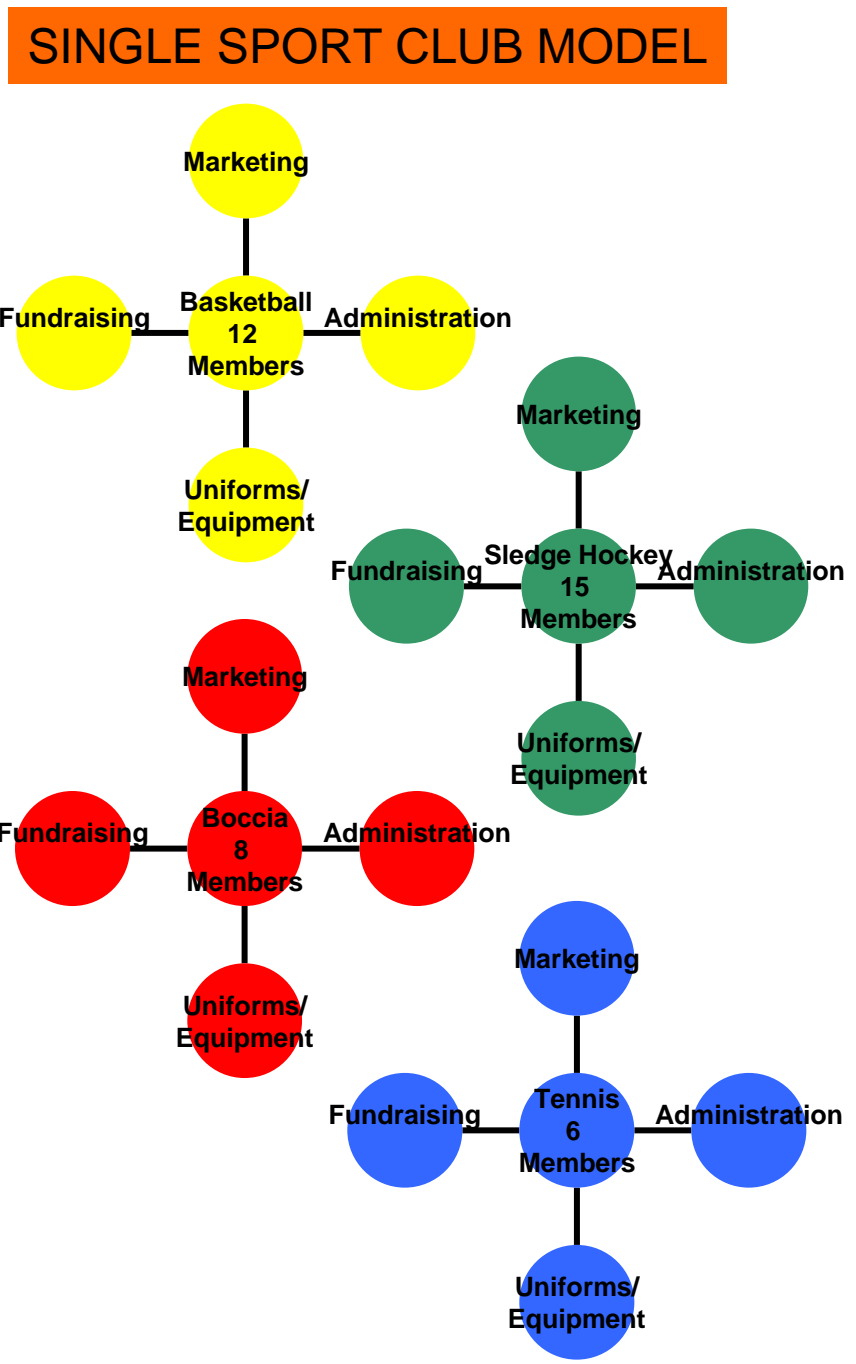 SINGLE SPORT CLUB MODEL
Marketing
Fundraising
Basketball
12
Members
Administration
Uniforms/
Equipment
Marketing
Fundraising
Sledge Hockey
15
Members
Administration
Uniforms/
Equipment
Marketing
Fundraising
Boccia
8
Members
Administration
Uniforms/
Equipment
Marketing
Fundraising
Tennis
6
Members
Administration
Uniforms/
Equipment